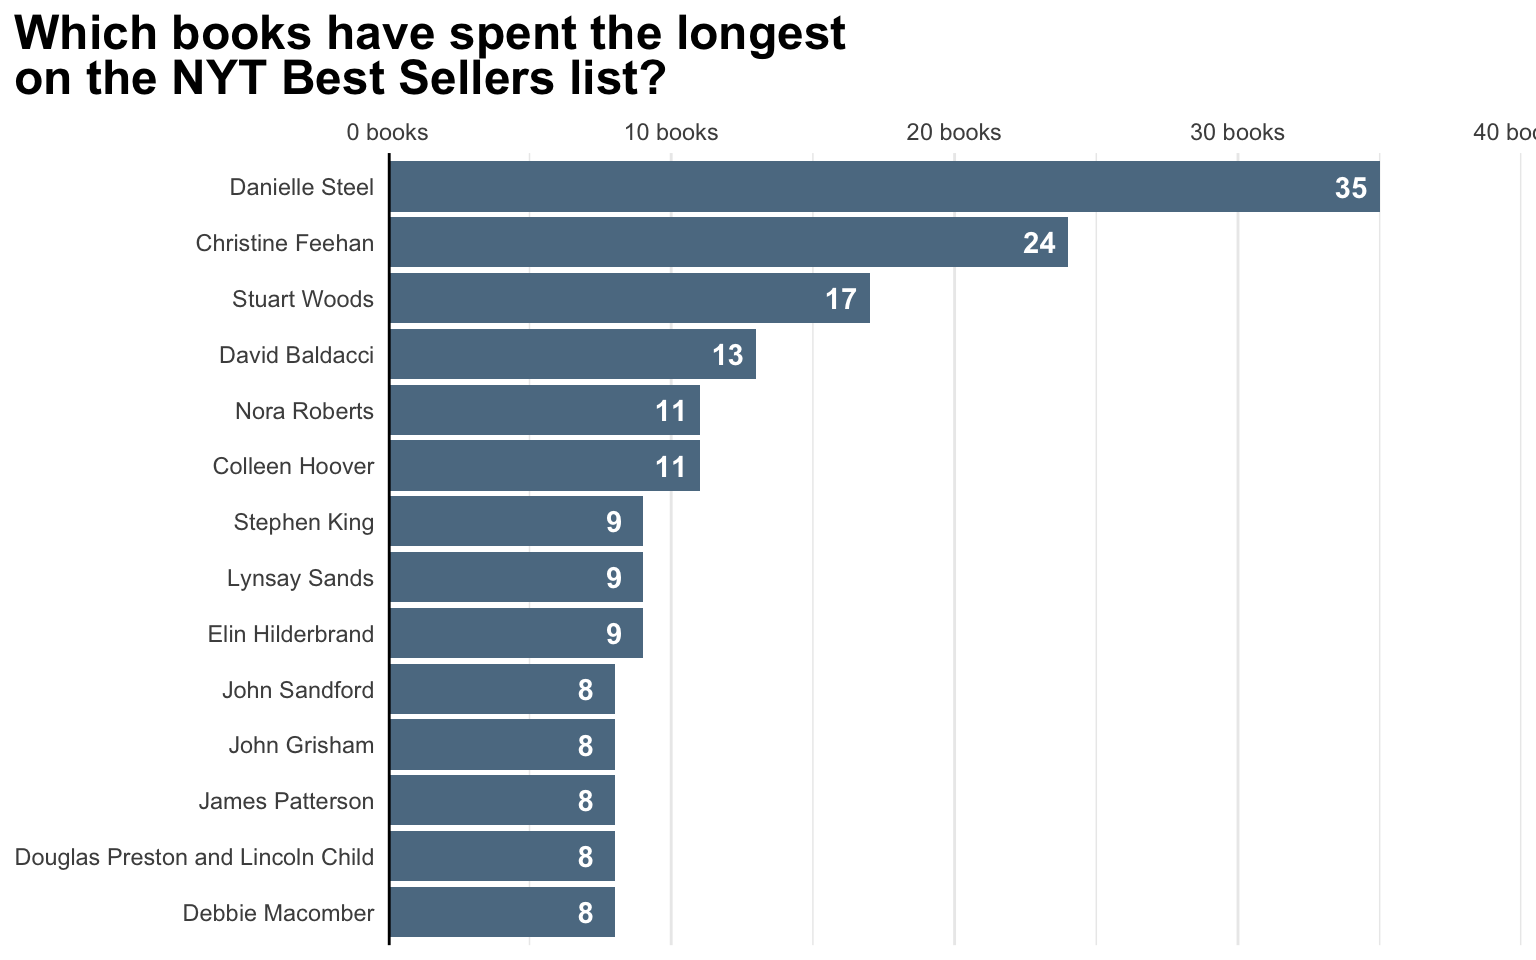 Which books have spent the longest
on the NYT Best Sellers list?
0 books 10 books 20 books 30 books 40 boo
Danielle Steel 35
Christine Feehan 24
Stuart Woods 17
David Baldacci 13
Nora Roberts 11
Colleen Hoover 11
Stephen King 9
Lynsay Sands 9
Elin Hilderbrand 9
John Sandford 8
John Grisham 8
James Patterson 8
Douglas Preston and Lincoln Child 8
Debbie Macomber 8